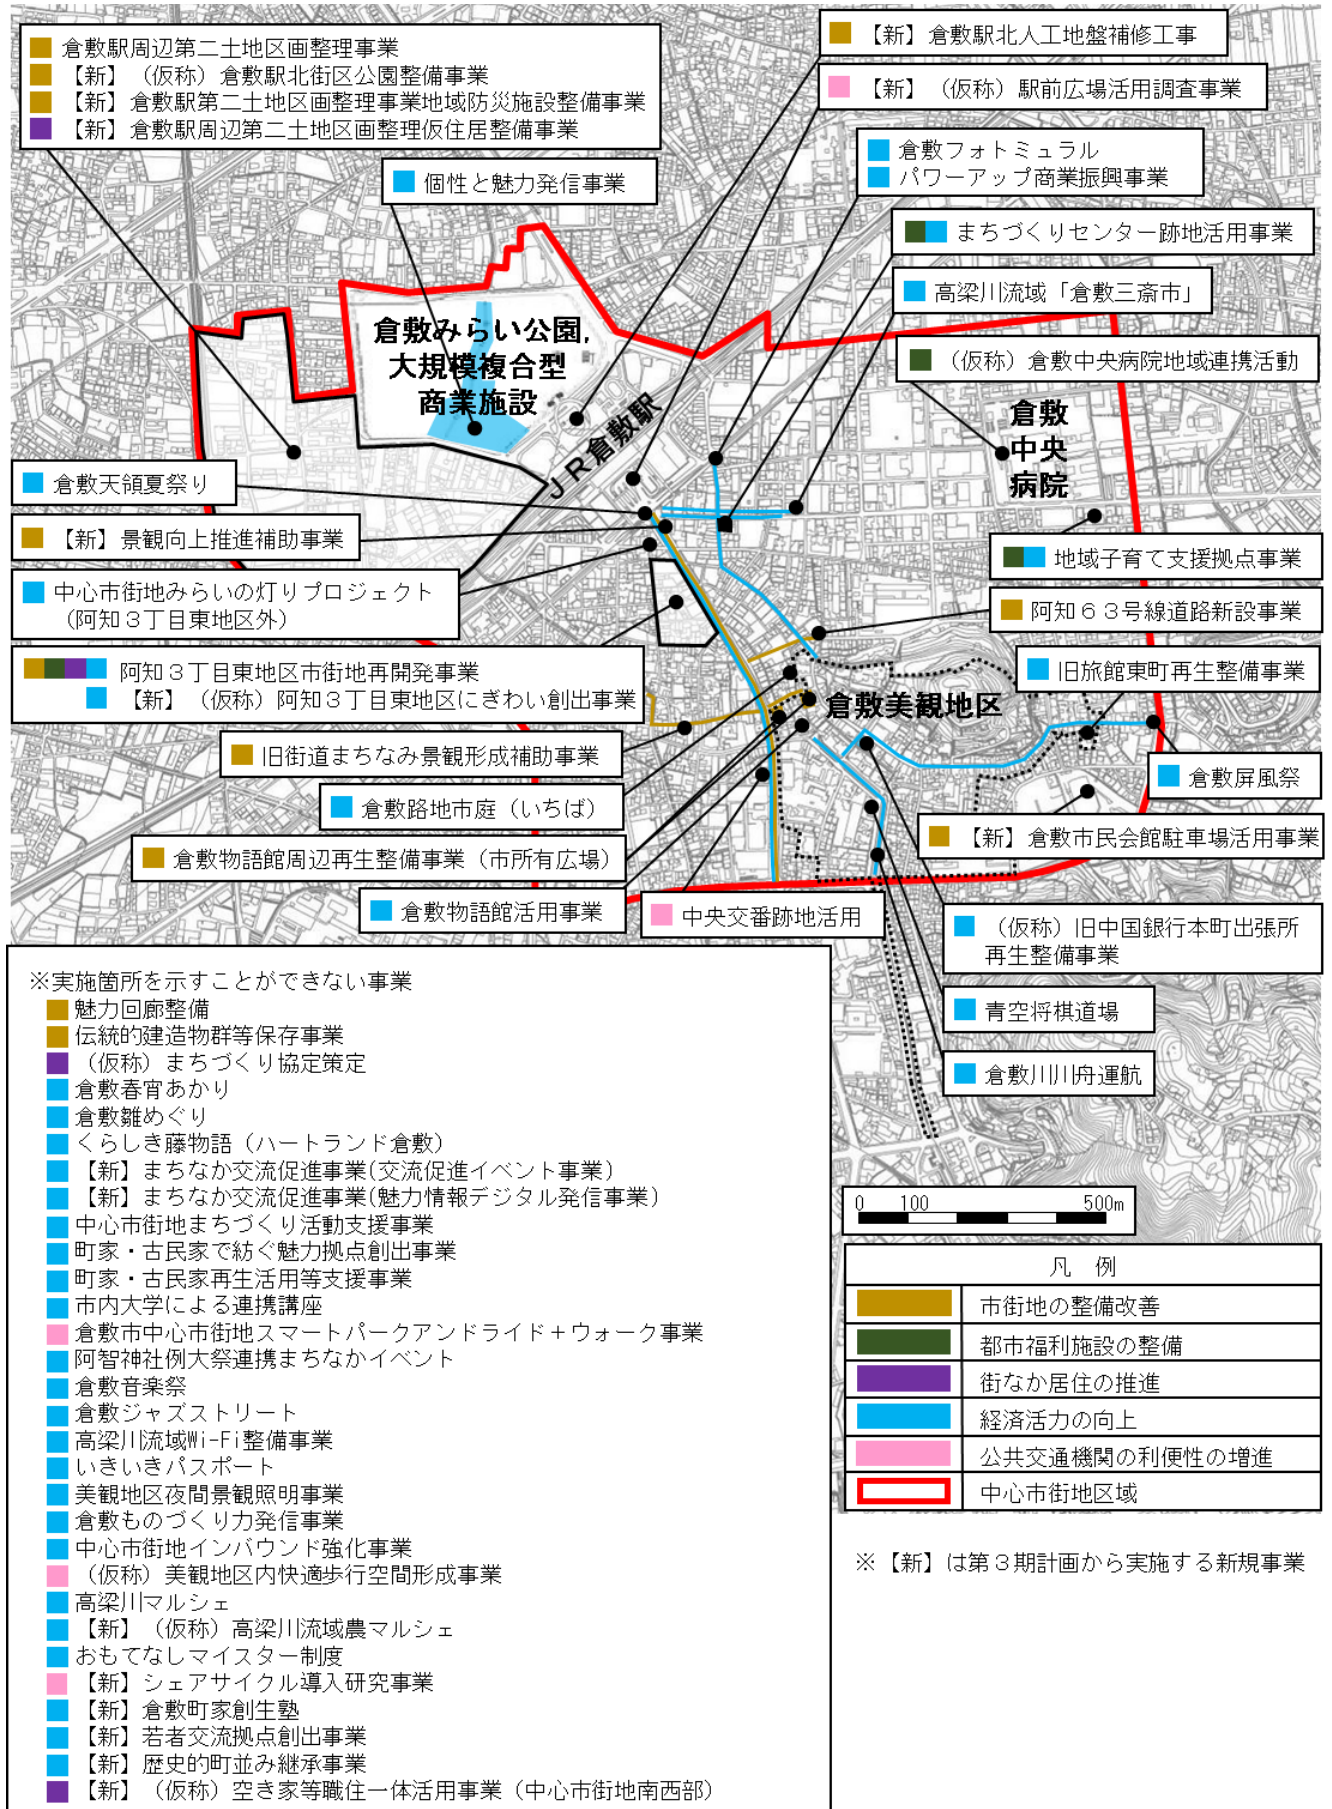 倉敷駅周辺第二土地区画整理事業
【新】（仮称）倉敷駅北街区公園整備事業
【新】倉敷駅第二土地区画整理事業地域防災施設整備事業
【新】倉敷駅周辺第二土地区画整理仮住居整備事業
【新】倉敷駅北人工地盤補修工事
【新】（仮称）駅前広場活用調査事業
倉敷フォトミュラル
パワーアップ商業振興事業
個性と魅力発信事業
まちづくりセンター跡地活用事業
高梁川流域「倉敷三斎市」
（仮称）倉敷中央病院地域連携活動
倉敷みらい公園,
大規模複合型
商業施設
ＪＲ倉敷駅
倉敷
中央
病院
倉敷天領夏祭り
【新】景観向上推進補助事業
中心市街地みらいの灯りプロジェクト
(阿知３丁目東地区外)
地域子育て支援拠点事業
阿知６３号線道路新設事業
阿知３丁目東地区市街地再開発事業
【新】（仮称）阿知３丁目東地区にぎわい創出事業
旧旅館東町再生整備事業
倉敷美観地区
旧街道まちなみ景観形成補助事業
倉敷屏風祭
倉敷路地市庭（いちば）
【新】倉敷市民会館駐車場活用事業
倉敷物語館周辺再生整備事業（市所有広場）
倉敷物語館活用事業
中央交番跡地活用
（仮称）旧中国銀行本町出張所
再生整備事業
青空将棋道場
倉敷川川舟運航
※実施箇所を示すことができない事業
魅力回廊整備
伝統的建造物群等保存事業
（仮称）まちづくり協定策定
倉敷春宵あかり
倉敷雛めぐり
くらしき藤物語（ハートランド倉敷）
【新】まちなか交流促進事業(交流促進イベント事業)
【新】まちなか交流促進事業(魅力情報デジタル発信事業)
中心市街地まちづくり活動支援事業
町家・古民家で紡ぐ魅力拠点創出事業
町家・古民家再生活用等支援事業
市内大学による連携講座
倉敷市中心市街地スマートパークアンドライド＋ウォーク事業
阿智神社例大祭連携まちなかイベント
倉敷音楽祭
倉敷ジャズストリート
高梁川流域Wi-Fi整備事業
いきいきパスポート
美観地区夜間景観照明事業
倉敷ものづくり力発信事業
中心市街地インバウンド強化事業
（仮称）美観地区内快適歩行空間形成事業
高梁川マルシェ
【新】（仮称）高梁川流域農マルシェ
おもてなしマイスター制度
【新】シェアサイクル導入研究事業
【新】倉敷町家創生塾
【新】若者交流拠点創出事業
【新】歴史的町並み継承事業
【新】（仮称）空き家等職住一体活用事業（中心市街地南西部）
0 100 500m
凡 例
市街地の整備改善
都市福利施設の整備
街なか居住の推進
経済活力の向上
公共交通機関の利便性の増進
中心市街地区域
※【新】は第３期計画から実施する新規事業